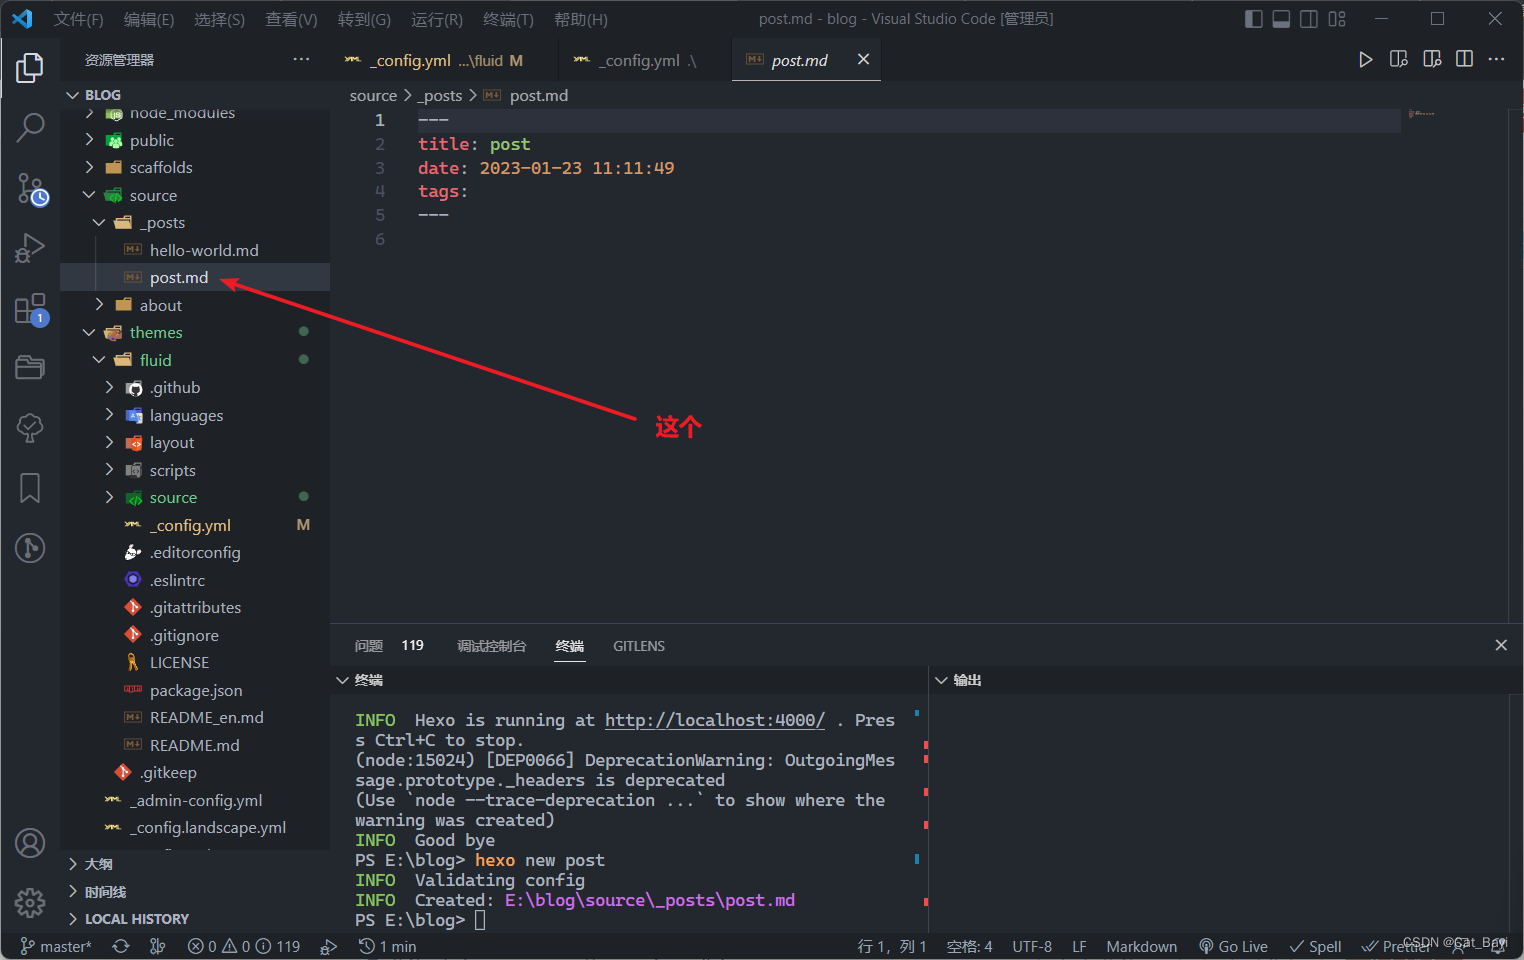 文件(F) 编辑(E) 选择(S) 查看(V) 转到(G) 运行(R) 终端(T) 帮助(H) post.md - blog - Visual Studio Code [管理员]
资源管理器 ··· _config.yml ...\fluid M _config.yml .\ post.md
BLOG
node_modules
public
scaffolds
source
_posts
hello-world.md
post.md
about
themes
fluid
.github
languages
layout
scripts
source
_config.yml M
.editorconfig
.eslintrc
.gitattributes
.gitignore
LICENSE
package.json
README_en.md
README.md
.gitkeep
_admin-config.yml
_config.landscape.yml
大纲
时间线
LOCAL HISTORY
1
source > _posts > post.md
1 ---
2 title: post
3 date: 2023-01-23 11:11:49
4 tags:
5 ---
6
这个
问题 119 调试控制台 终端 GITLENS
终端
INFO Hexo is running at http://localhost:4000/ . Pres
s Ctrl+C to stop.
(node:15024) [DEP0066] DeprecationWarning: OutgoingMes
sage.prototype._headers is deprecated
(Use `node --trace-deprecation ...` to show where the
warning was created)
INFO Good bye
PS E:\blog> hexo new post
INFO Validating config
INFO Created: E:\blog\source\_posts\post.md
PS E:\blog>
输出
master* 0 0 119 1 min 行 1，列 1 空格: 4 UTF-8 LF Markdown Go Live Spell Prettier